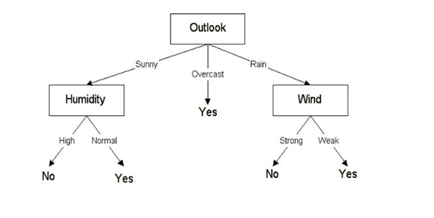 Outlook
Sunny
Overcast
Rain
Humidity
Yes
Wind
High
Normal
Strong
Weak
No
Yes
No
Yes